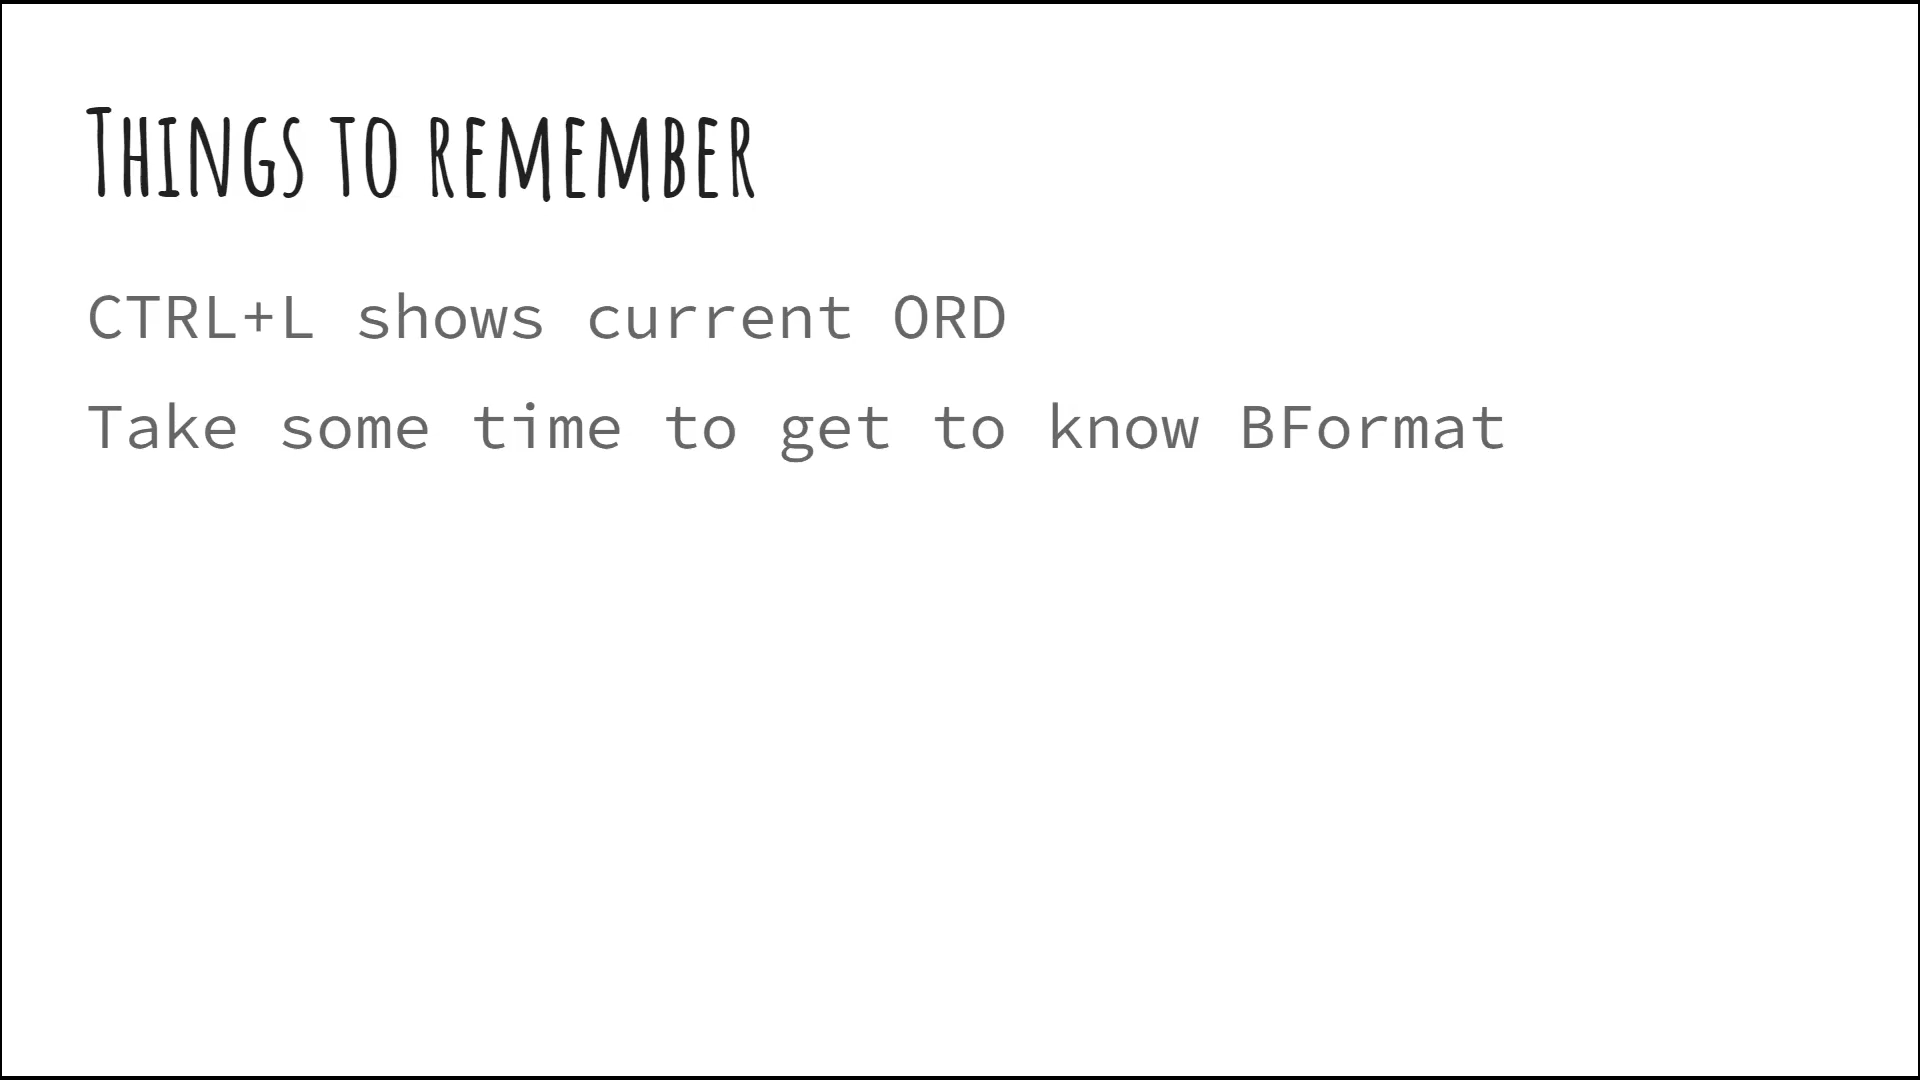 Things to remember
CTRL+L shows current ORD
Take some time to get to know BFormat